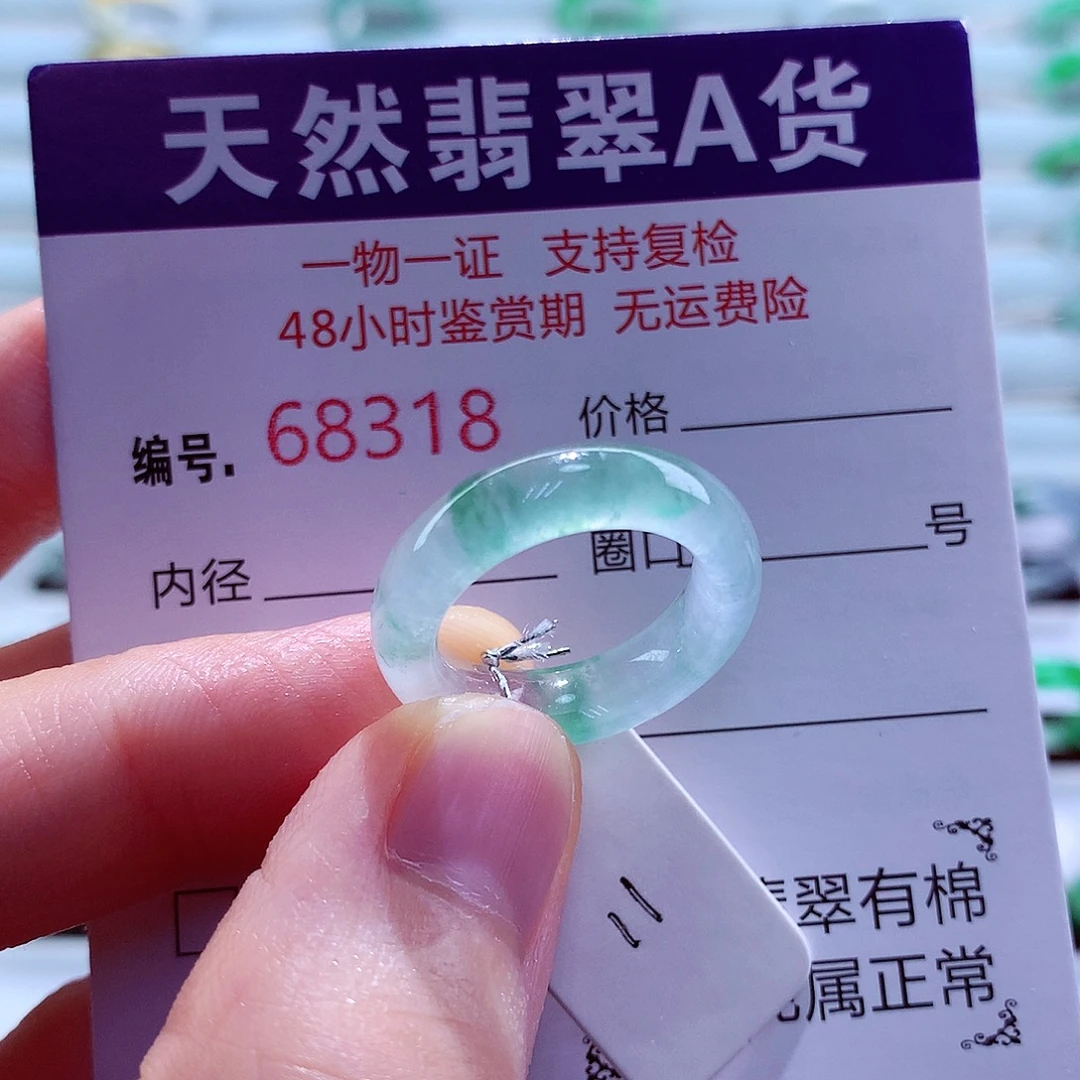 天然翡翠A货
一物一证 支持复检
48小时鉴赏期 无运费险
编号. 68318 价格
内径 圈口 号
翠有棉
属正常